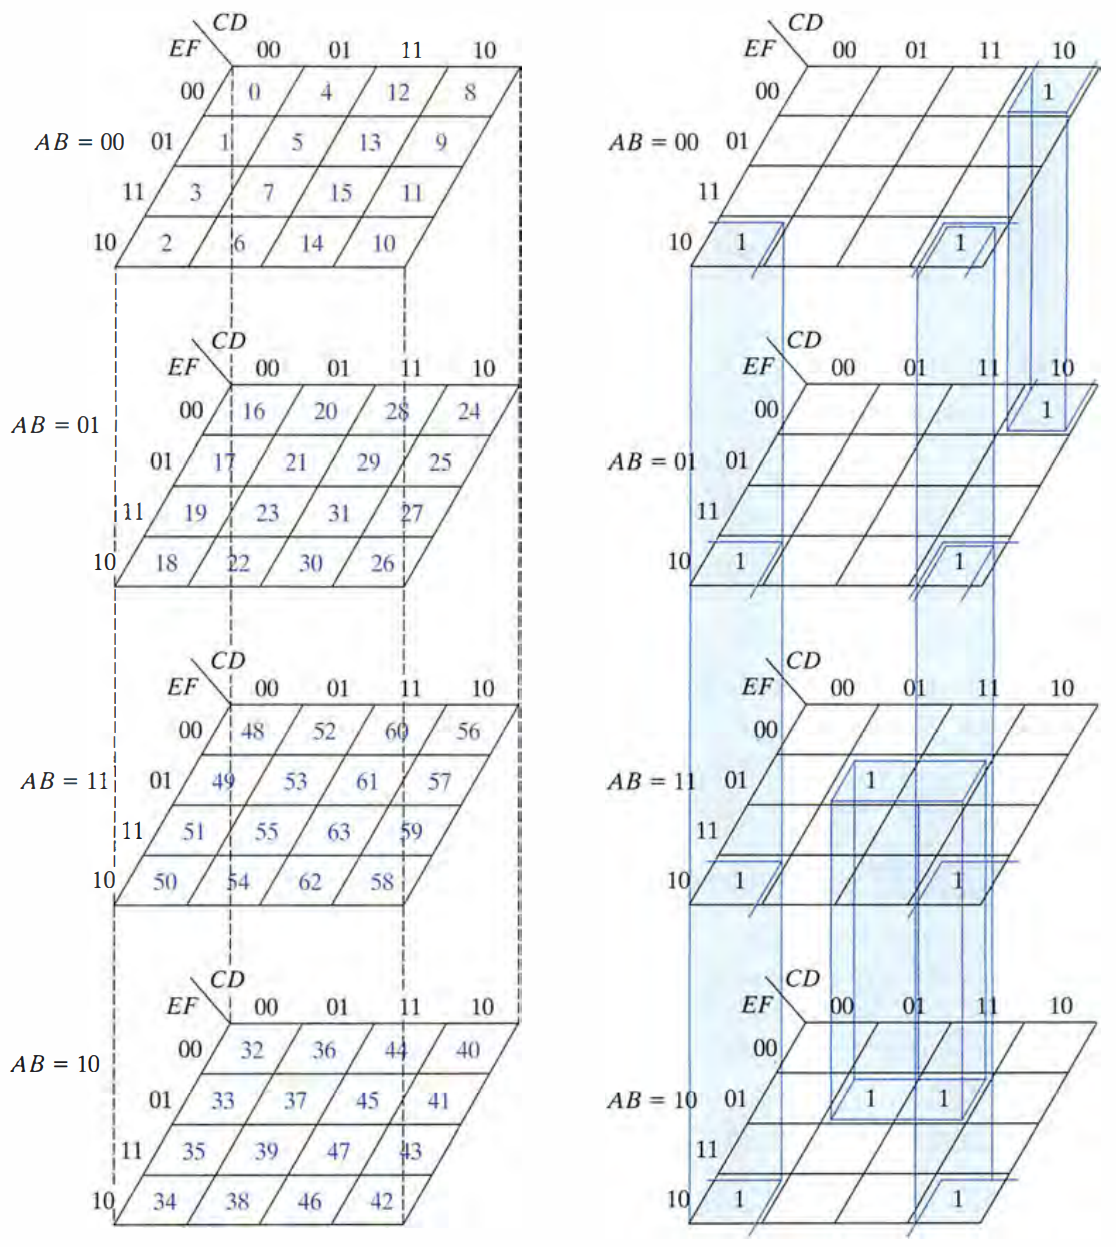 CD
EF 00 01 11 10
00 0 4 12 8
AB = 00 01 1 5 13 9
11 3 7 15 11
10 2 6 14 10
CD
EF 00 01 11 10
00 16 20 28 24
AB = 01
01 17 21 29 25
11 19 23 31 27
10 18 22 30 26
CD
EF 00 01 11 10
00 48 52 60 56
AB = 11 01 49 53 61 57
11 51 55 63 59
10 50 54 62 58
CD
EF 00 01 11 10
00 32 36 44 40
AB = 10
01 33 37 45 41
11 35 39 47 43
10 34 38 46 42
CD
EF 00 01 11 10
00 1
AB = 00 01
11
10 1 1
CD
EF 00 01 11 10
00 1
AB = 01 01
11
10 1 1
CD
EF 00 01 11 10
00
AB = 11 01 1
11
10 1 1
CD
EF 00 01 11 10
00
AB = 10 01 1 1
11
10 1 1